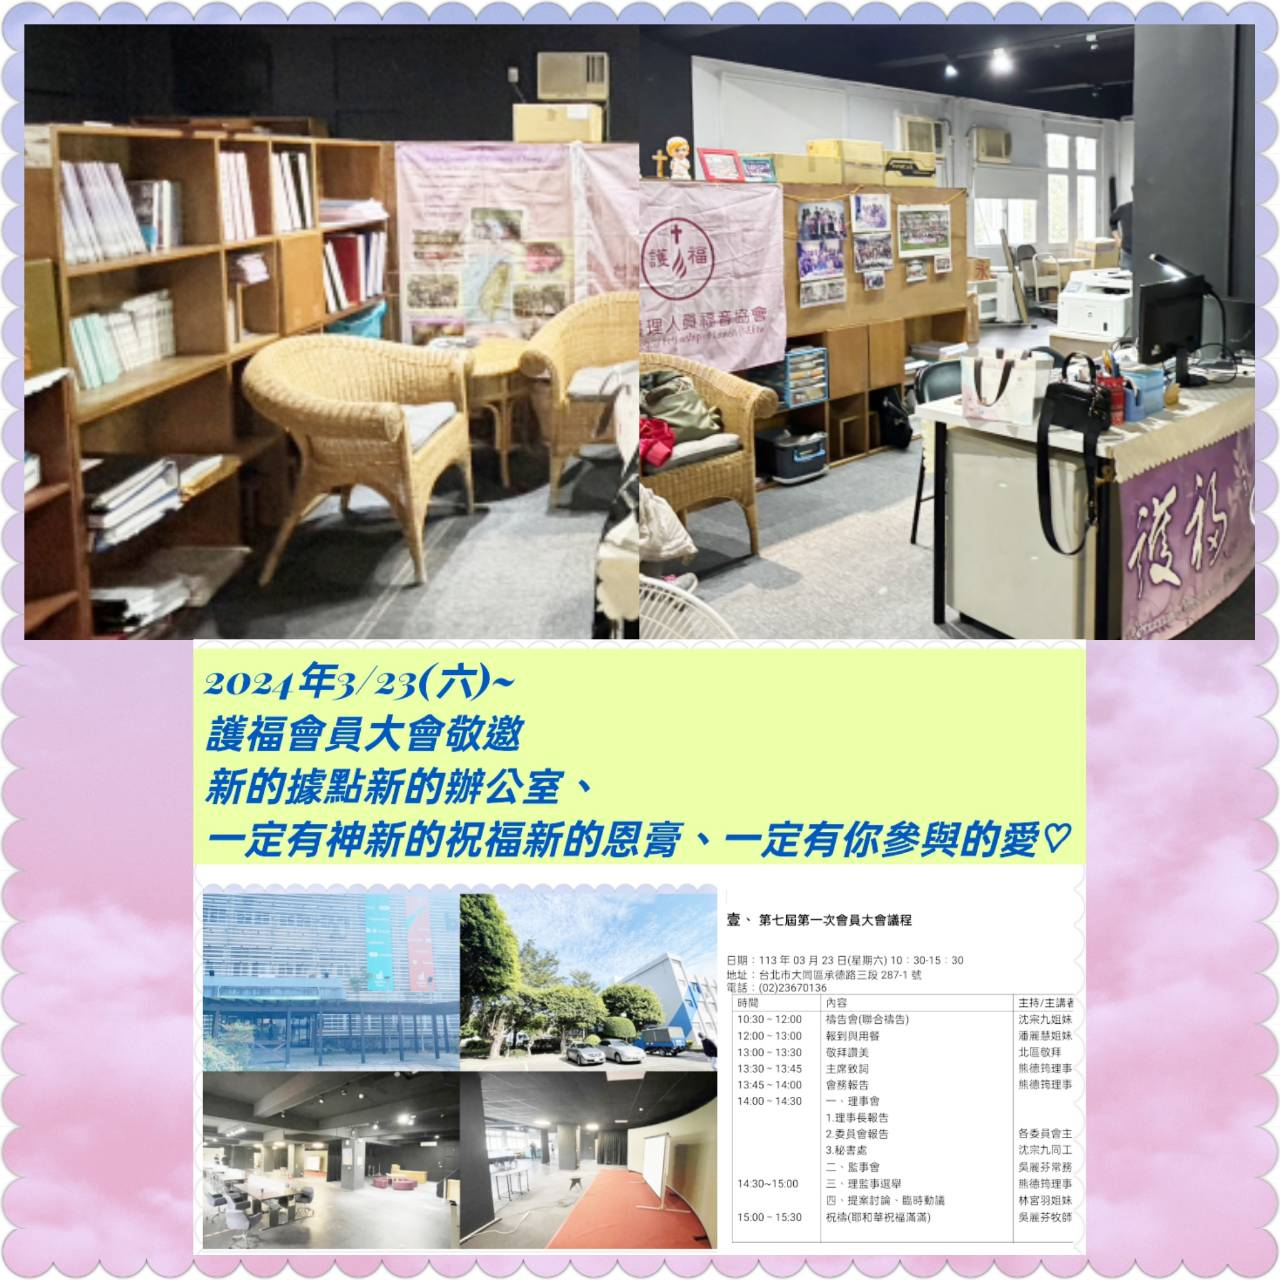 護 福
理人員福音協會
永
護福
2024年3/23(六)~
護福會員大會敬邀
新的據點新的辦公室、
一定有神新的祝福新的恩膏、一定有你參與的愛♡
壹、 第七屆第一次會員大會議程
日期：113 年 03 月 23 日(星期六) 10：30-15：30
地址：台北市大同區承德路三段 287-1 號
電話：(02)23670136
時間 內容 主持/主講者
10:30 ~ 12:00 禱告會(聯合禱告) 沈宗九姐妹
12:00 ~ 13:00 報到與用餐 潘麗慧姐妹
13:00 ~ 13:30 敬拜讚美 北區敬拜
13:30 ~ 13:45 主席致詞 熊德筠理事
13:45 ~ 14:00 會務報告 熊德筠理事
14:00 ~ 14:30 一、理事會
1.理事長報告
2.委員會報告 各委員會主
3.秘書處 沈宗九同工
二、監事會 吳麗芬常務
14:30~15:00 三、理監事選舉 熊德筠理事
四、提案討論、臨時動議 林宮羽姐妹
15:00 ~ 15:30 祝禱(耶和華祝福滿滿) 吳麗芬牧師